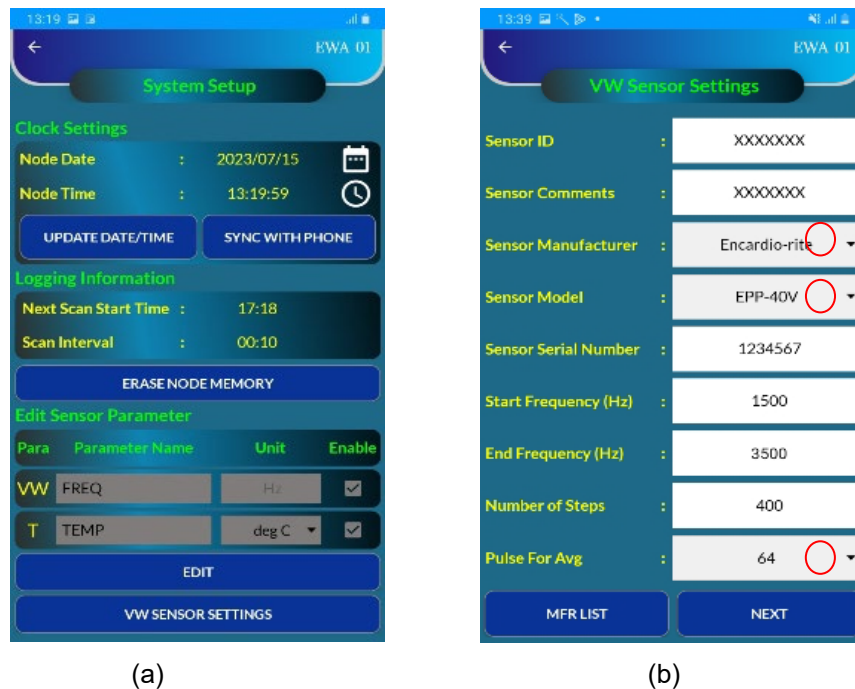 13:19
EWA 01
System Setup
Clock Settings
Node Date : 2023/07/15
Node Time : 13:19:59
UPDATE DATE/TIME SYNC WITH PHONE
Logging Information
Next Scan Start Time : 17:18
Scan Interval : 00:10
ERASE NODE MEMORY
Edit Sensor Parameter
Para Parameter Name Unit Enable
VW FREQ Hz
T TEMP deg C
EDIT
VW SENSOR SETTINGS
(a)
13:39
EWA 01
VW Sensor Settings
Sensor ID : XXXXXXX
Sensor Comments : XXXXXXX
Sensor Manufacturer : Encardio-rite
Sensor Model : EPP-40V
Sensor Serial Number : 1234567
Start Frequency (Hz) : 1500
End Frequency (Hz) : 3500
Number of Steps : 400
Pulse For Avg : 64
MFR LIST NEXT
(b)